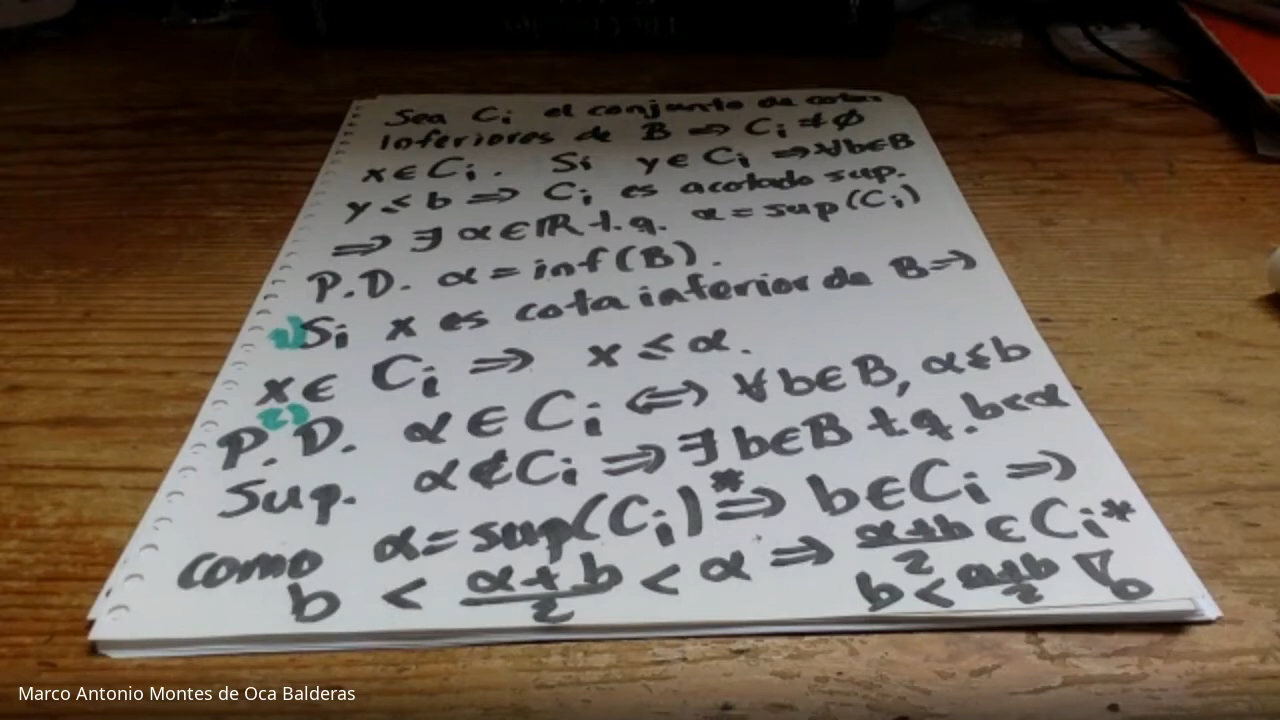 Sea Ci el conjunto de cotas
Inferiores de B ⇒ Ci ≠ ∅
x ∈ Ci. Si y ∈ Ci ⇒ ∀b∈B
y ≤ b ⇒ Ci es acotado sup.
⇒ ∃ α ∈ ℝ t.q. α = sup(Ci)
P.D. α = inf(B).
1) Si x es cota inferior de B ⇒
x ∈ Ci ⇒ x ≤ α.
2)
P.D. α ∈ Ci ⇔ ∀b∈B, α ≤ b
Sup. α ∉ Ci ⇒ ∃ b∈B t.q. b<α
como α = sup(Ci) *⇒ b ∈ Ci ⇒
b < (α+b)/2 < α ⇒ (α+b)/2 ∈ Ci*
b < (α+b)/2
Marco Antonio Montes de Oca Balderas